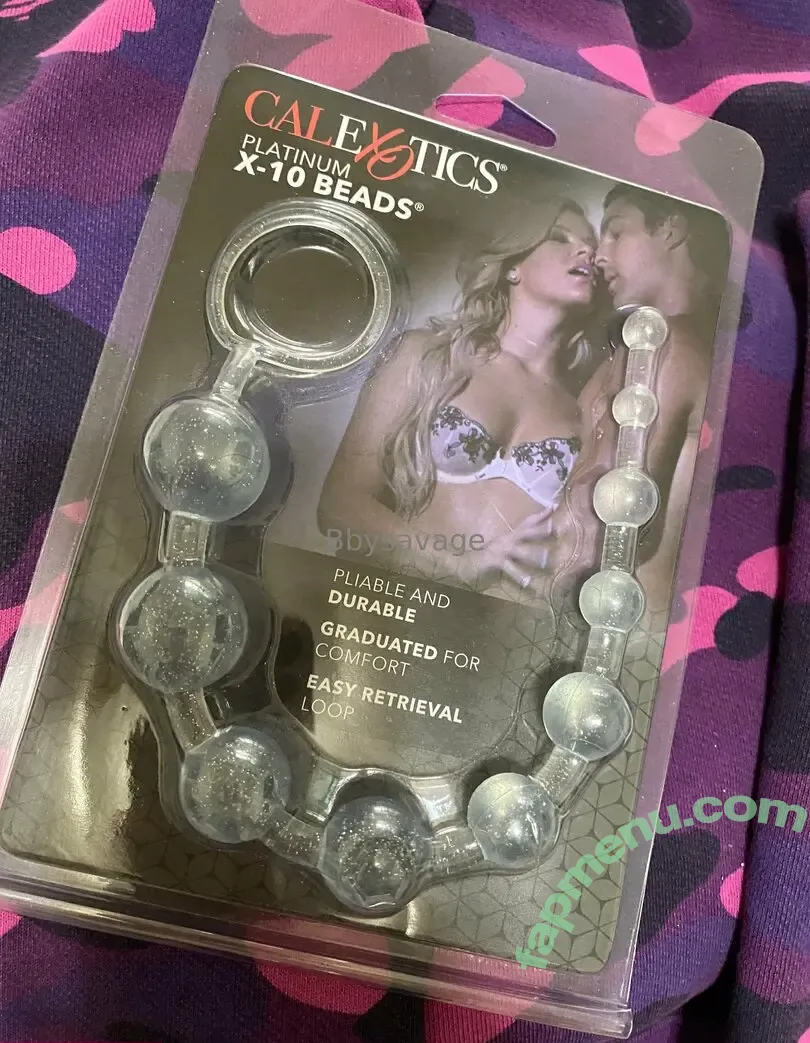 CALEXOTICS®
PLATINUM
X-10 BEADS®
Bbysavage
PLIABLE AND
DURABLE
GRADUATED FOR
COMFORT
EASY RETRIEVAL
LOOP
fapmenu.com